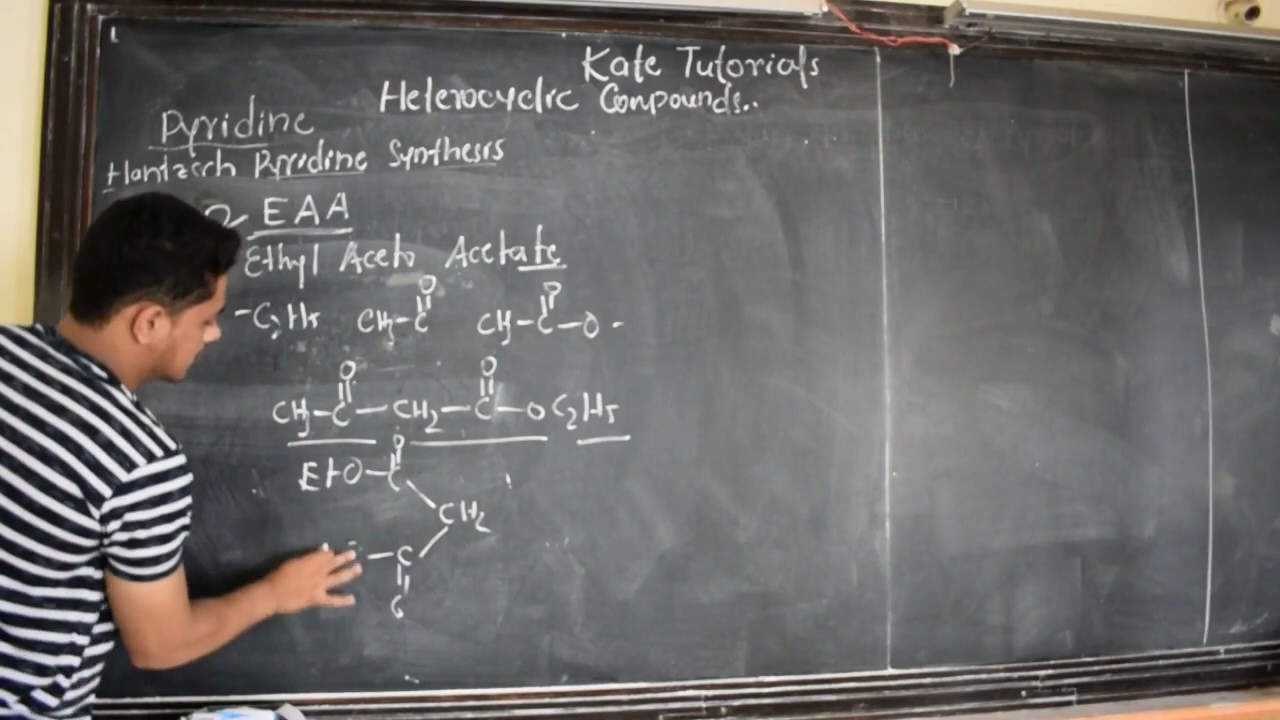 Kate Tutorials
Heterocyclic Compounds..
Pyridine
Hantzsch Pyridine Synthesis
2- EAA
Ethyl Aceto Acetate
-C2H5 CH3-C=O CH3-C(=O)-O-
CH3-C(=O)-CH2-C(=O)-OC2H5
EtO-C=O
CH2
-C
O